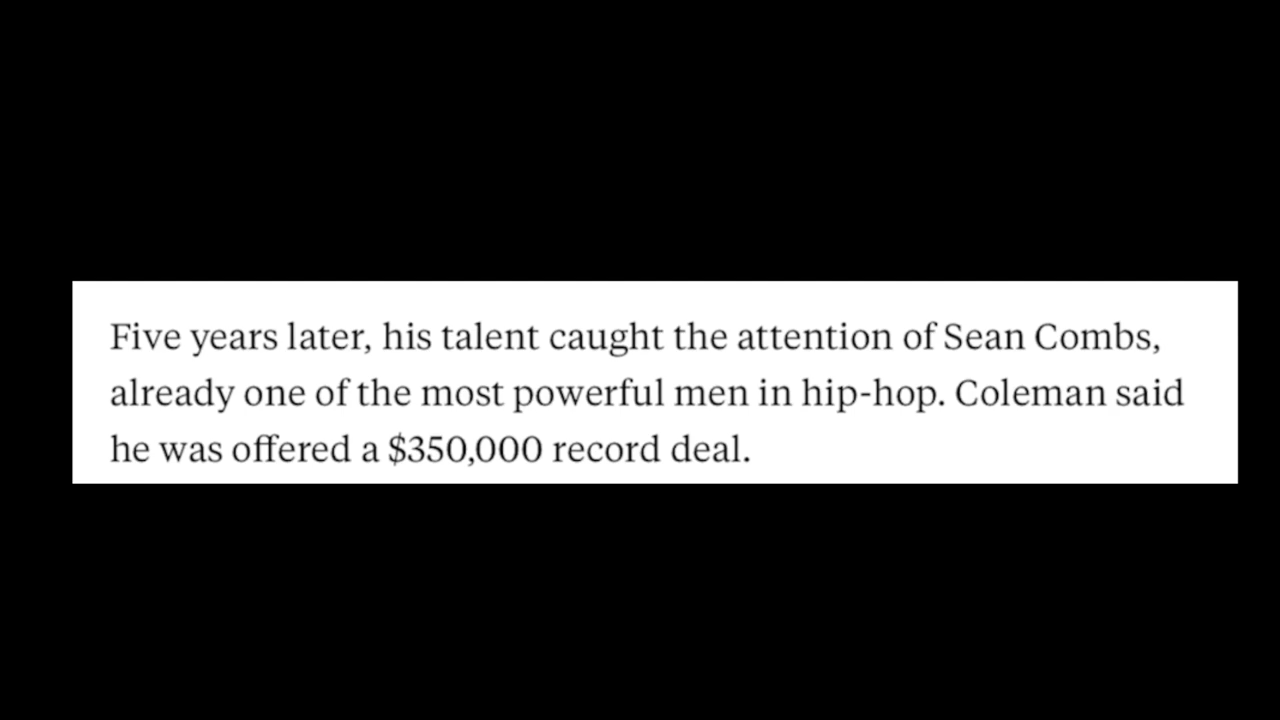 Five years later, his talent caught the attention of Sean Combs,
already one of the most powerful men in hip-hop. Coleman said
he was offered a $350,000 record deal.